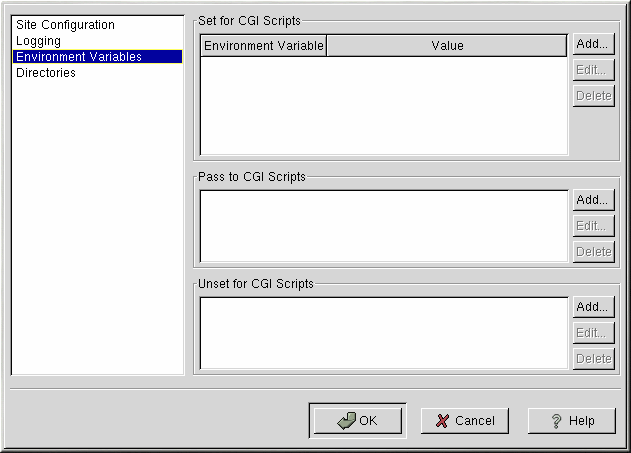 Site Configuration
Logging
Environment Variables
Directories
Set for CGI Scripts
Environment Variable Value
Add...
Edit...
Delete
Pass to CGI Scripts
Add...
Edit...
Delete
Unset for CGI Scripts
Add...
Edit...
Delete
OK Cancel Help